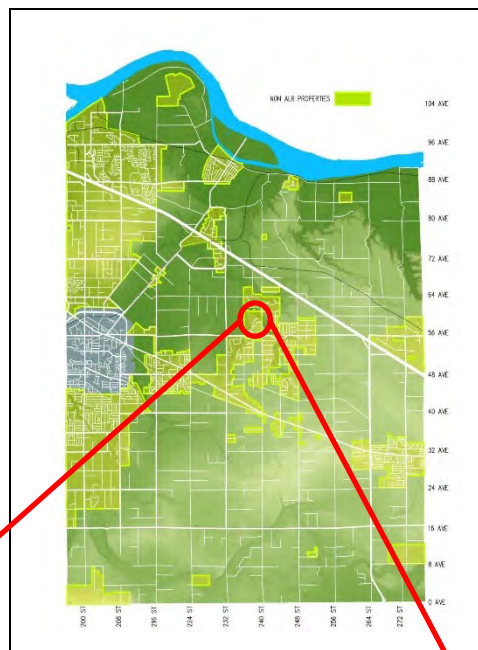 NON ALR PROPERTIES
104 AVE
96 AVE
88 AVE
80 AVE
72 AVE
64 AVE
56 AVE
48 AVE
40 AVE
32 AVE
24 AVE
16 AVE
8 AVE
0 AVE
200 ST
208 ST
216 ST
224 ST
232 ST
240 ST
248 ST
256 ST
264 ST
272 ST